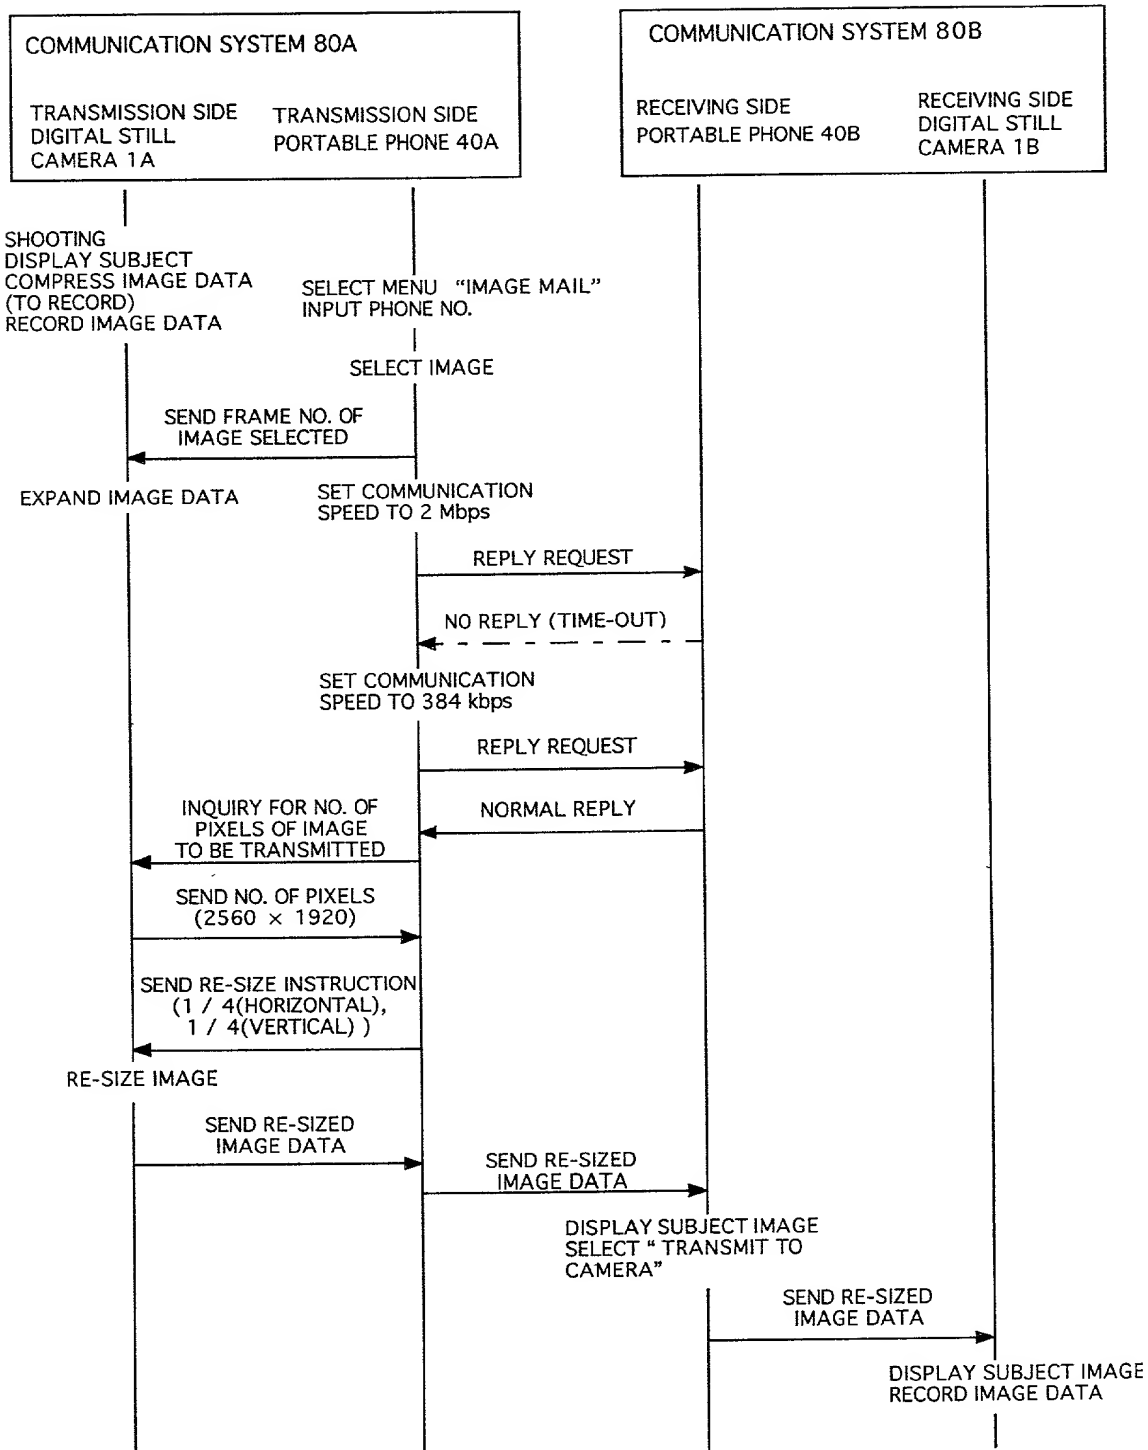 COMMUNICATION SYSTEM 80A
TRANSMISSION SIDE
DIGITAL STILL
CAMERA 1A
TRANSMISSION SIDE
PORTABLE PHONE 40A
COMMUNICATION SYSTEM 80B
RECEIVING SIDE
PORTABLE PHONE 40B
RECEIVING SIDE
DIGITAL STILL
CAMERA 1B
SHOOTING
DISPLAY SUBJECT
COMPRESS IMAGE DATA
(TO RECORD)
RECORD IMAGE DATA
SELECT MENU “IMAGE MAIL”
INPUT PHONE NO.
SELECT IMAGE
SEND FRAME NO. OF
IMAGE SELECTED
EXPAND IMAGE DATA
SET COMMUNICATION
SPEED TO 2 Mbps
REPLY REQUEST
NO REPLY (TIME-OUT)
SET COMMUNICATION
SPEED TO 384 kbps
REPLY REQUEST
NORMAL REPLY
INQUIRY FOR NO. OF
PIXELS OF IMAGE
TO BE TRANSMITTED
SEND NO. OF PIXELS
(2560 × 1920)
SEND RE-SIZE INSTRUCTION
(1 / 4(HORIZONTAL),
1 / 4(VERTICAL) )
RE-SIZE IMAGE
SEND RE-SIZED
IMAGE DATA
SEND RE-SIZED
IMAGE DATA
DISPLAY SUBJECT IMAGE
SELECT “ TRANSMIT TO
CAMERA”
SEND RE-SIZED
IMAGE DATA
DISPLAY SUBJECT IMAGE
RECORD IMAGE DATA